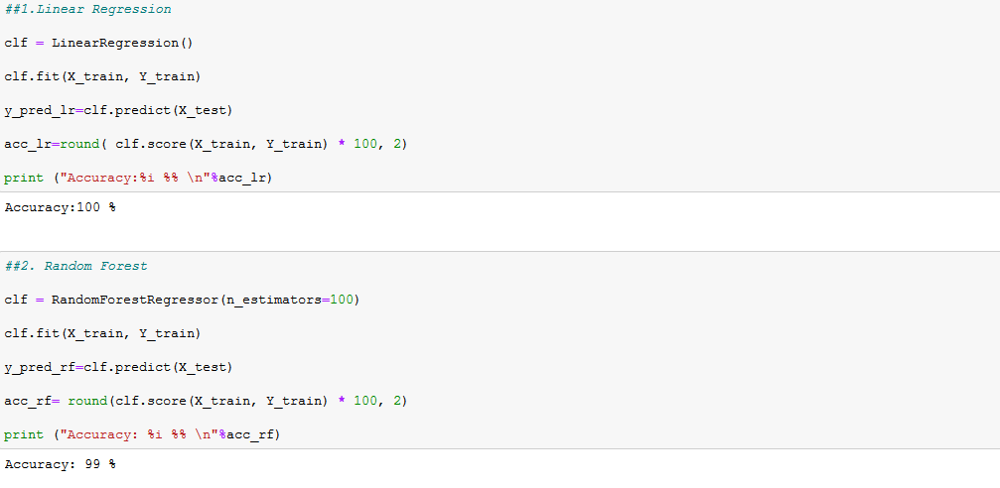 ##1.Linear Regression
clf = LinearRegression()
clf.fit(X_train, Y_train)
y_pred_lr=clf.predict(X_test)
acc_lr=round( clf.score(X_train, Y_train) * 100, 2)
print ("Accuracy:%i %% \n"%acc_lr)
Accuracy:100 %
##2. Random Forest
clf = RandomForestRegressor(n_estimators=100)
clf.fit(X_train, Y_train)
y_pred_rf=clf.predict(X_test)
acc_rf= round(clf.score(X_train, Y_train) * 100, 2)
print ("Accuracy: %i %% \n"%acc_rf)
Accuracy: 99 %